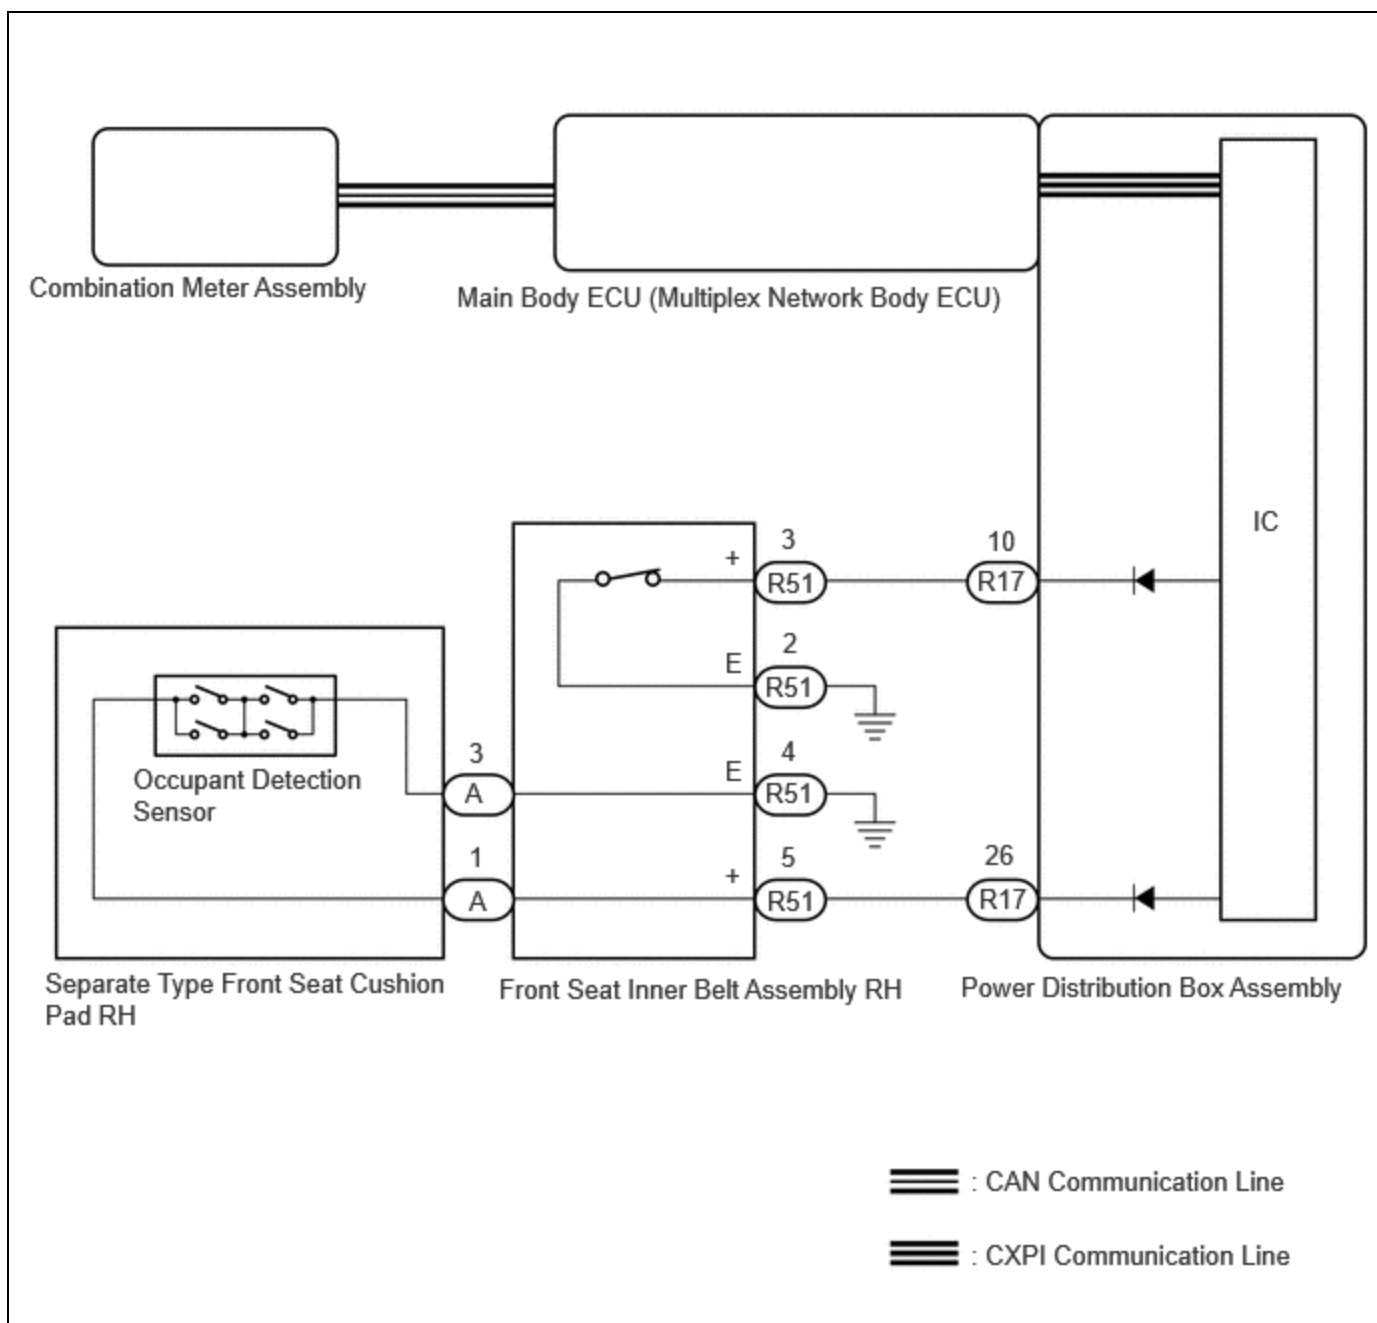 Combination Meter Assembly
Main Body ECU (Multiplex Network Body ECU)
IC
+
3
R51
10
R17
E
2
R51
Occupant Detection
Sensor
3
A
E
4
R51
1
A
+
5
R51
26
R17
Separate Type Front Seat Cushion
Pad RH
Front Seat Inner Belt Assembly RH
Power Distribution Box Assembly
: CAN Communication Line
: CXPI Communication Line